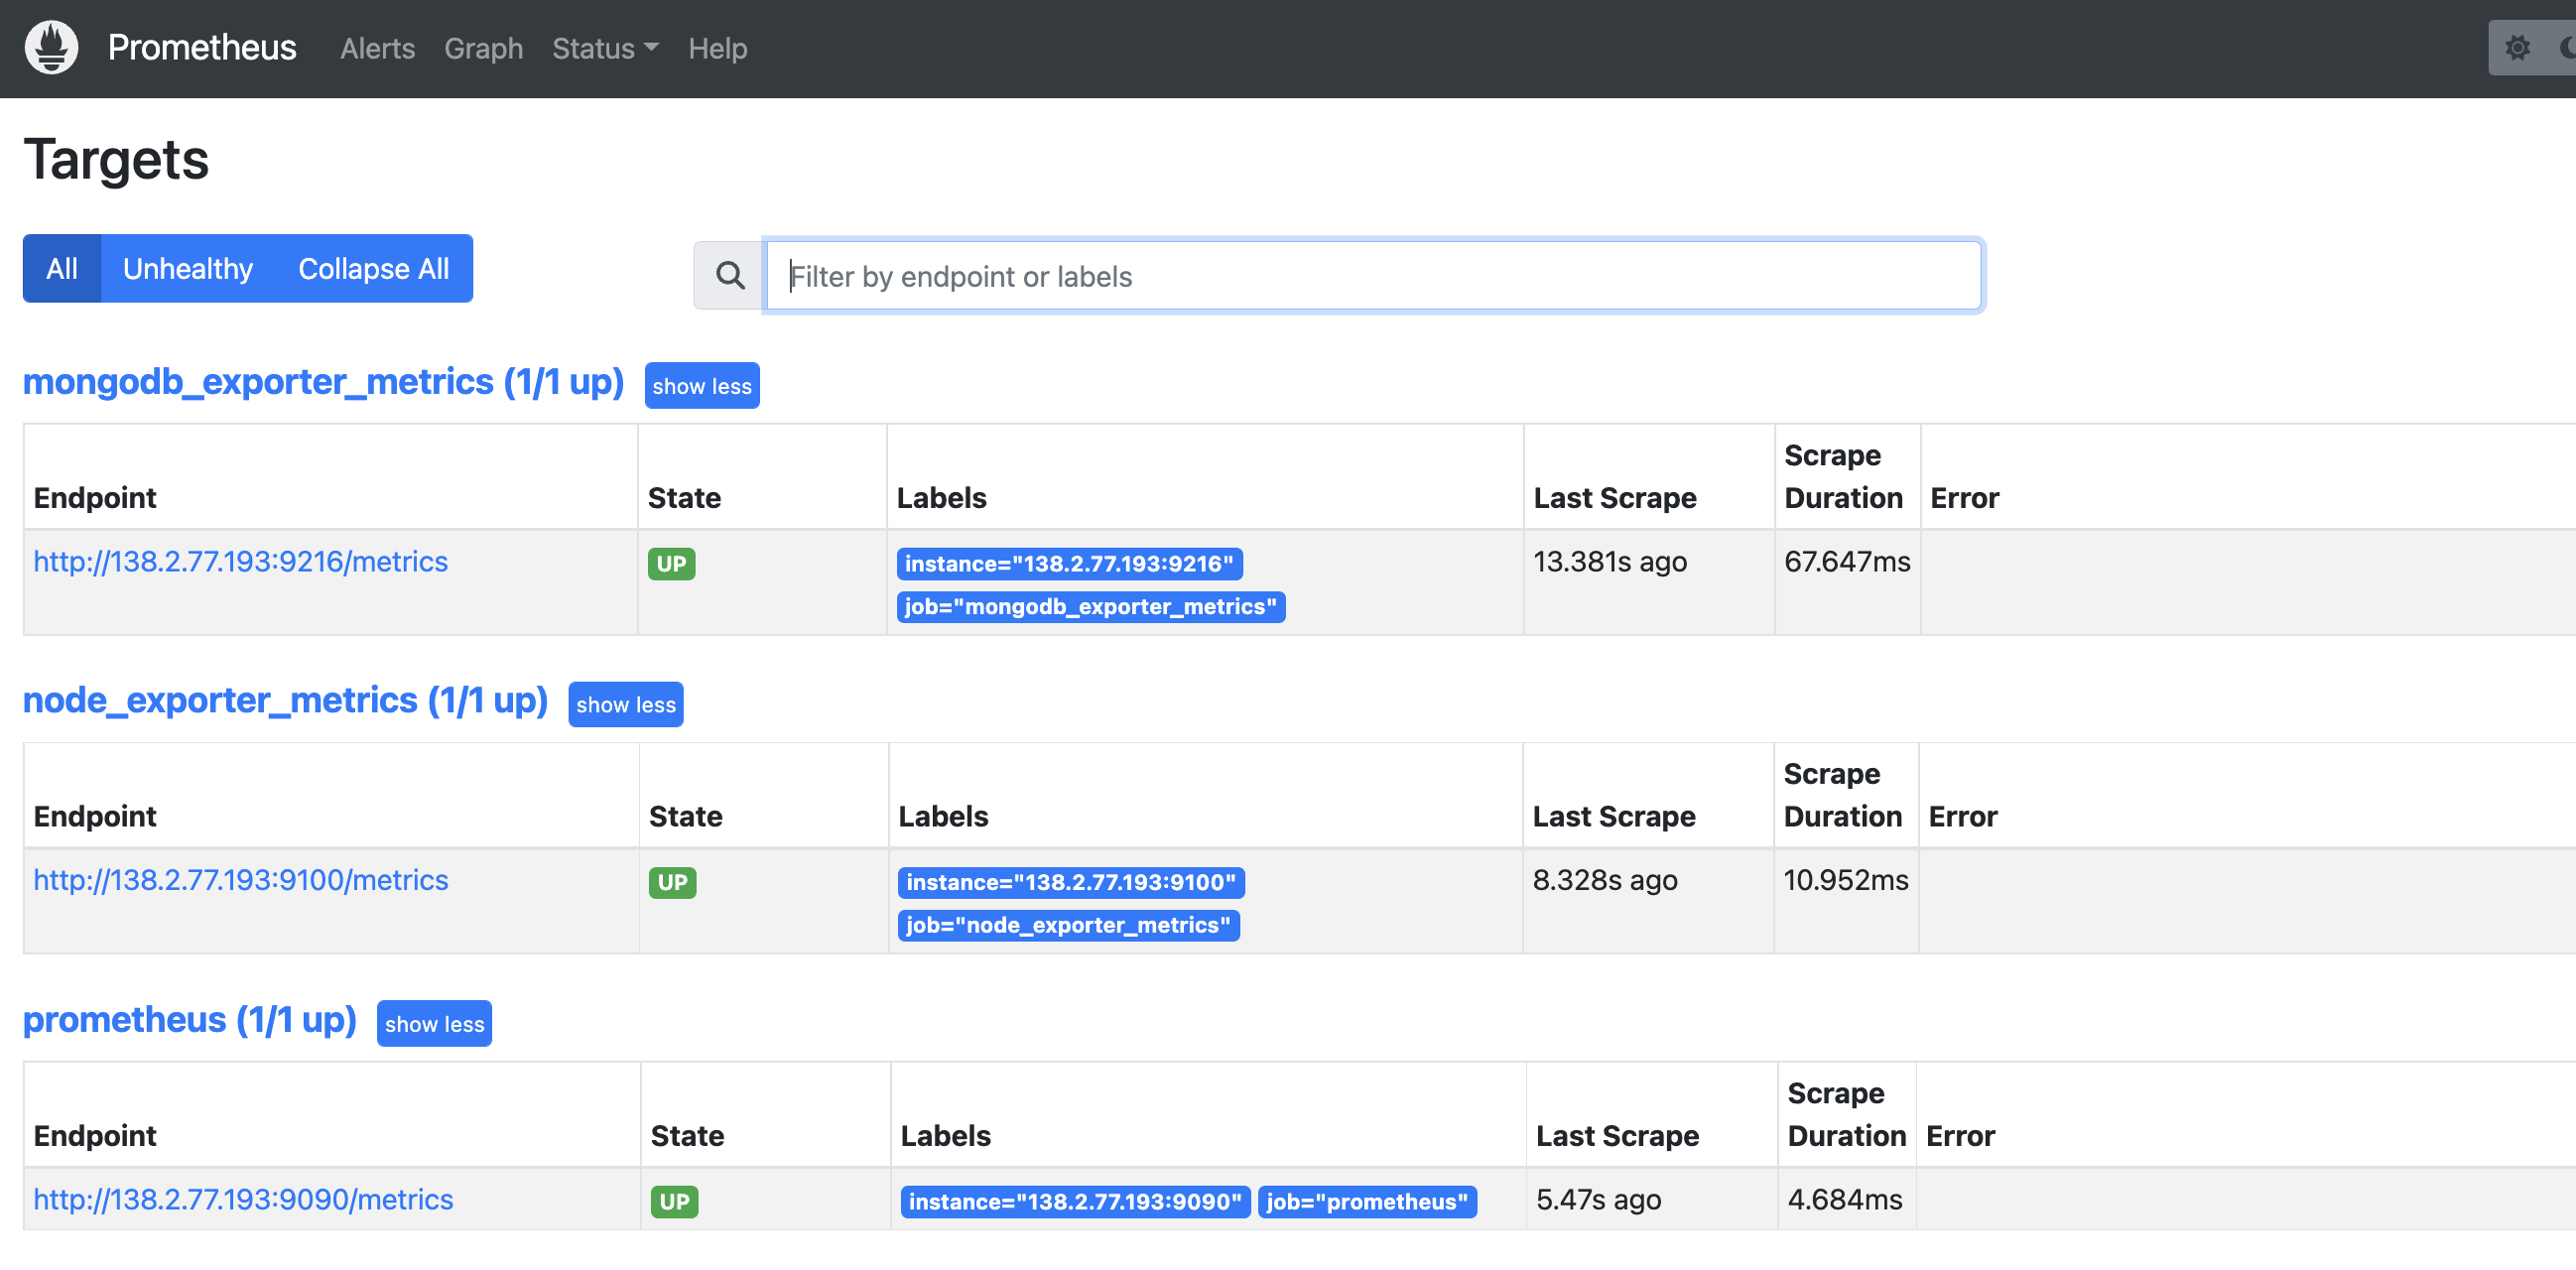 Prometheus Alerts Graph Status Help
Targets
All Unhealthy Collapse All
Filter by endpoint or labels
mongodb_exporter_metrics (1/1 up) show less
Endpoint State Labels Last Scrape Scrape Duration Error
http://138.2.77.193:9216/metrics UP instance="138.2.77.193:9216" 13.381s ago 67.647ms
job="mongodb_exporter_metrics"
node_exporter_metrics (1/1 up) show less
Endpoint State Labels Last Scrape Scrape Duration Error
http://138.2.77.193:9100/metrics UP instance="138.2.77.193:9100" 8.328s ago 10.952ms
job="node_exporter_metrics"
prometheus (1/1 up) show less
Endpoint State Labels Last Scrape Scrape Duration Error
http://138.2.77.193:9090/metrics UP instance="138.2.77.193:9090" job="prometheus" 5.47s ago 4.684ms